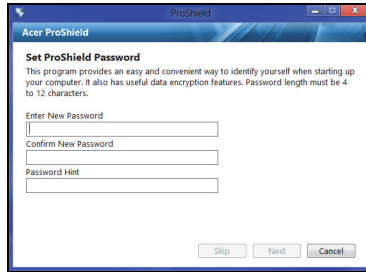 ProShield
Acer ProShield
Set ProShield Password
This program provides an easy and convenient way to identify yourself when starting up
your computer. It also has useful data encryption features. Password length must be 4
to 12 characters.
Enter New Password
Confirm New Password
Password Hint
Skip
Next
Cancel